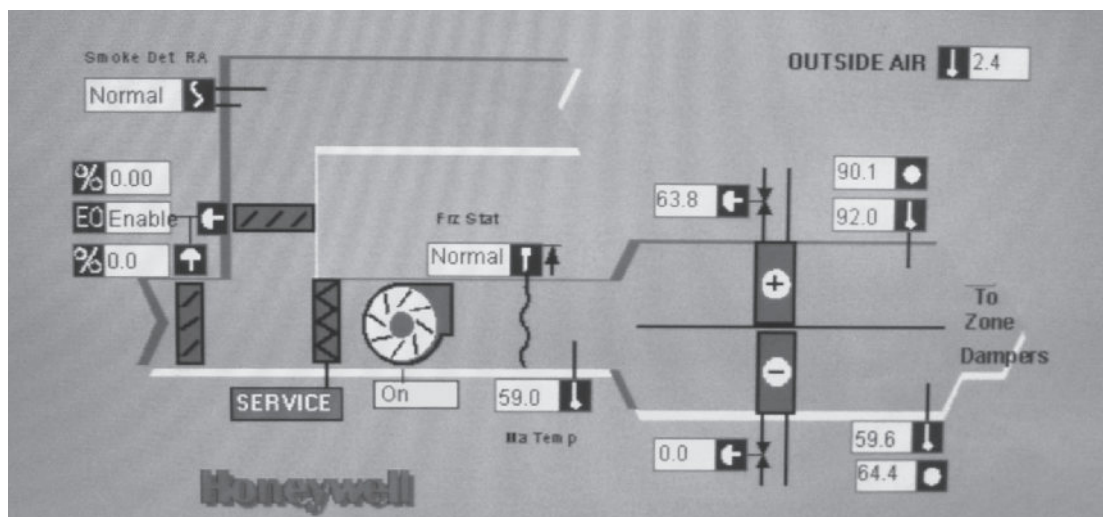 Smoke Det RA
Normal
OUTSIDE AIR
2.4
% 0.00
EO Enable
% 0.0
63.8
90.1
92.0
Frz Stat
Normal
+
To
Zone
Dampers
−
SERVICE
On
59.0
Ma Temp
0.0
59.6
64.4
Honeywell